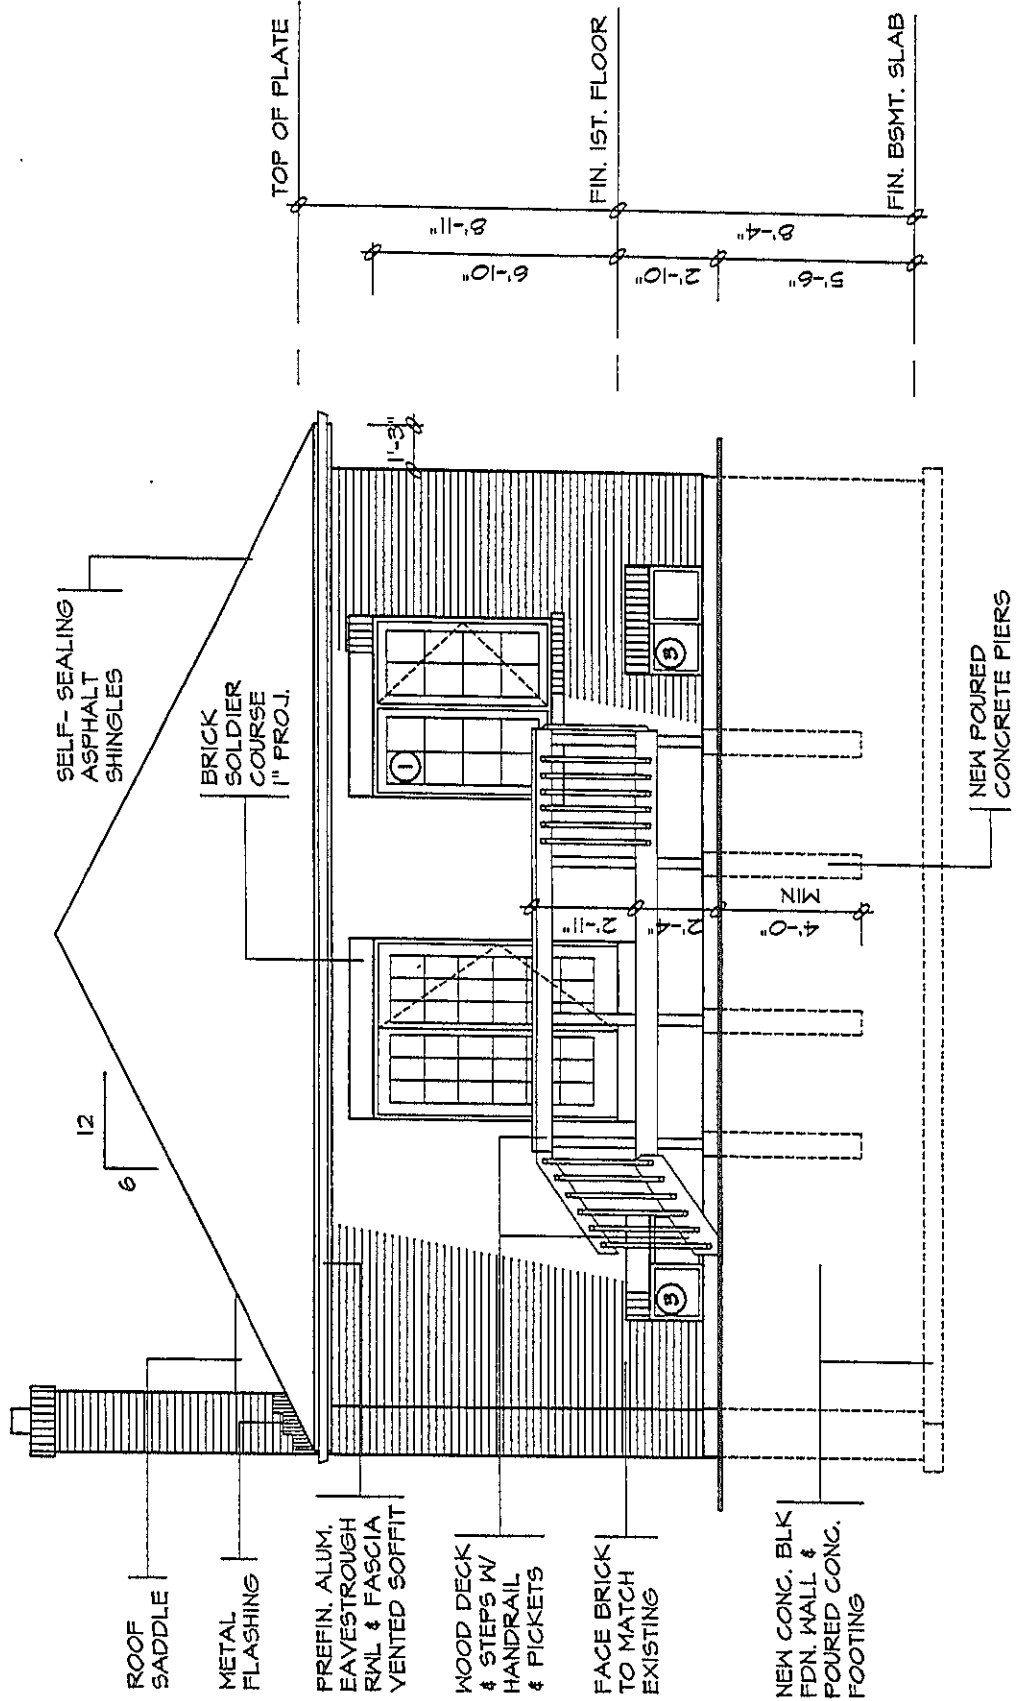 ROOF
SADDLE
METAL
FLASHING
PREFIN. ALUM.
EAVESTROUGH
RWL & FASCIA
VENTED SOFFIT
WOOD DECK
& STEPS W/
HANDRAIL
& PICKETS
FACE BRICK
TO MATCH
EXISTING
NEW CONC. BLK
FDN. WALL &
POURED CONC.
FOOTING
12
6
SELF- SEALING
ASPHALT
SHINGLES
BRICK
SOLDIER
COURSE
1" PROJ.
1
3
3
2'-11"
2'-4"
4'-0"
MIN
1'-3"
NEW POURED
CONCRETE PIERS
TOP OF PLATE
FIN. 1ST. FLOOR
FIN. BSMT. SLAB
8'-11"
8'-4"
6'-10"
2'-10"
5'-6"